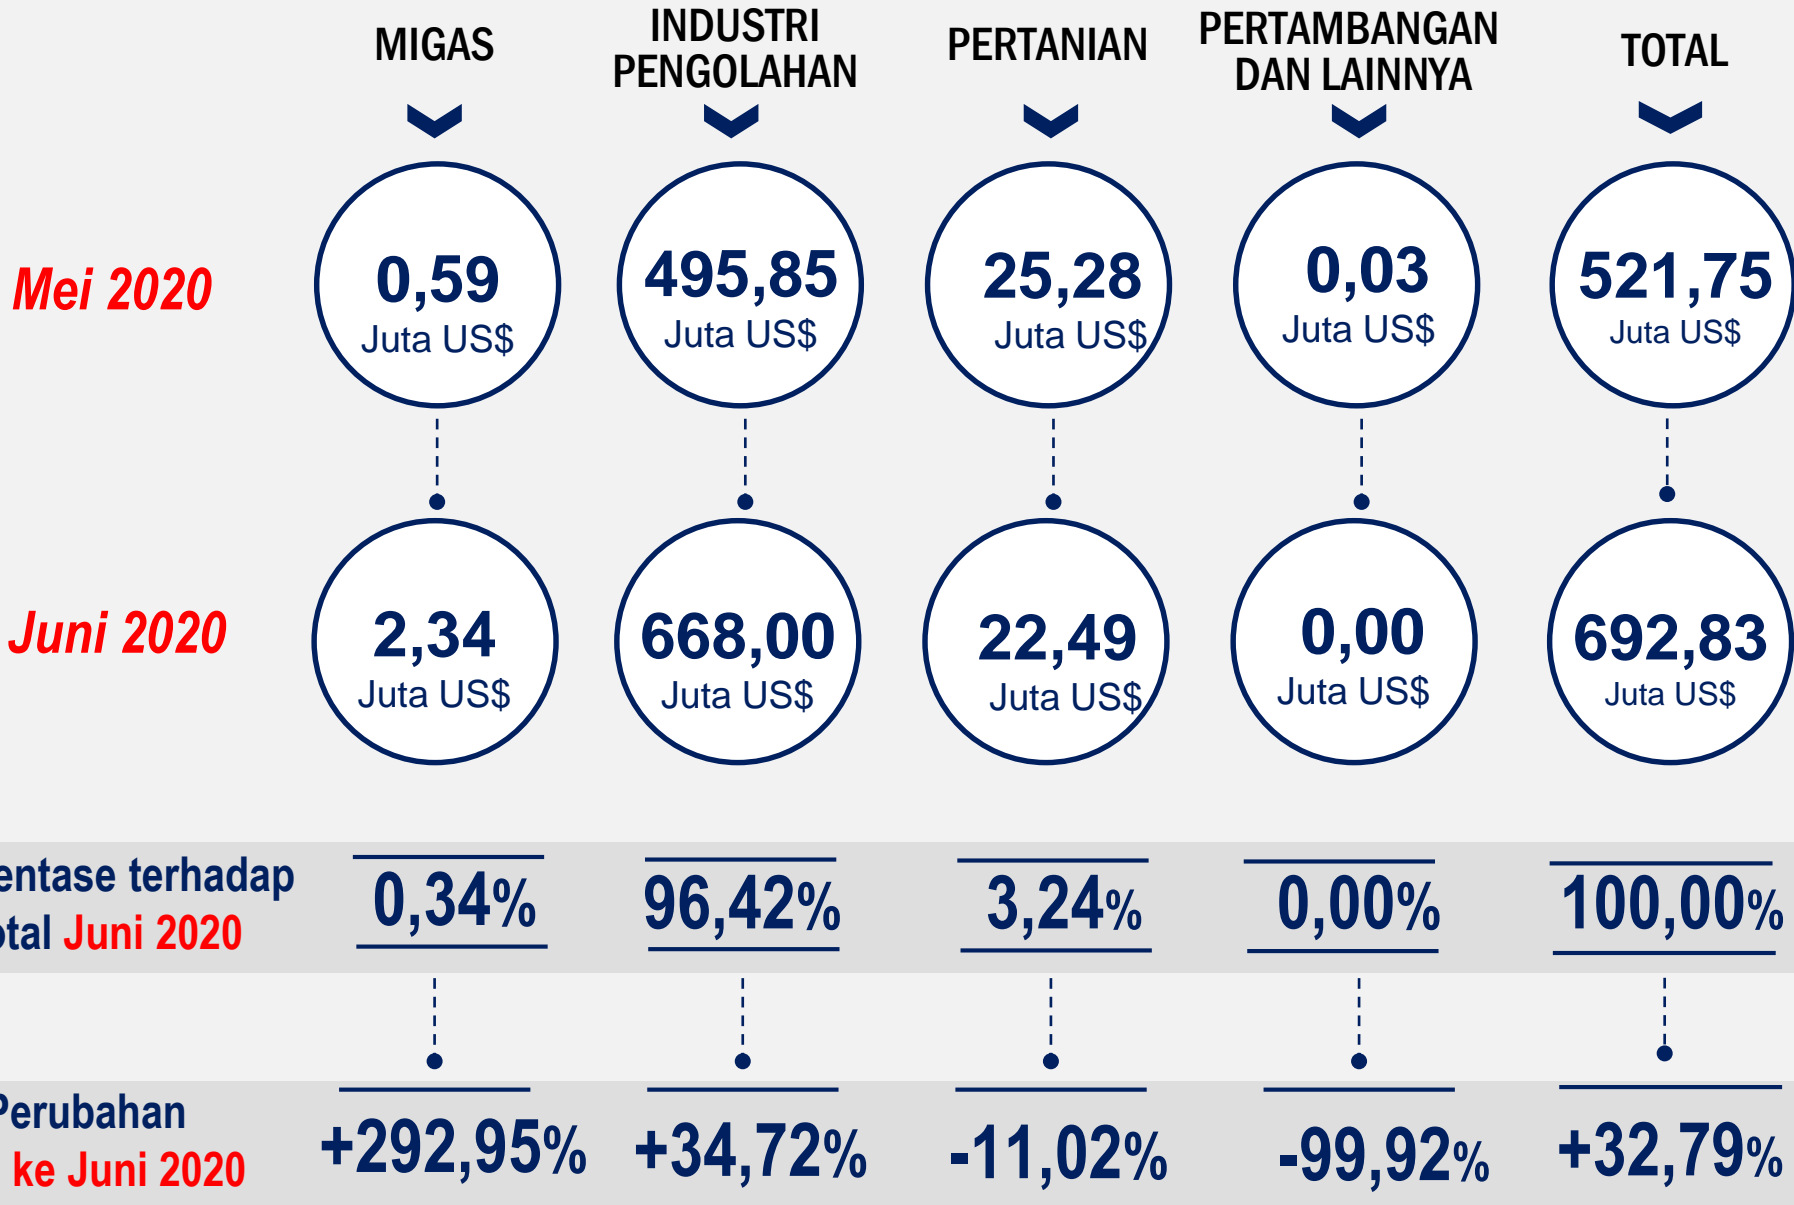 MIGAS
INDUSTRI
PENGOLAHAN
PERTANIAN
PERTAMBANGAN
DAN LAINNYA
TOTAL
Mei 2020
0,59
Juta US$
495,85
Juta US$
25,28
Juta US$
0,03
Juta US$
521,75
Juta US$
Juni 2020
2,34
Juta US$
668,00
Juta US$
22,49
Juta US$
0,00
Juta US$
692,83
Juta US$
entase terhadap
otal Juni 2020
0,34%
96,42%
3,24%
0,00%
100,00%
Perubahan
ke Juni 2020
+292,95%
+34,72%
-11,02%
-99,92%
+32,79%